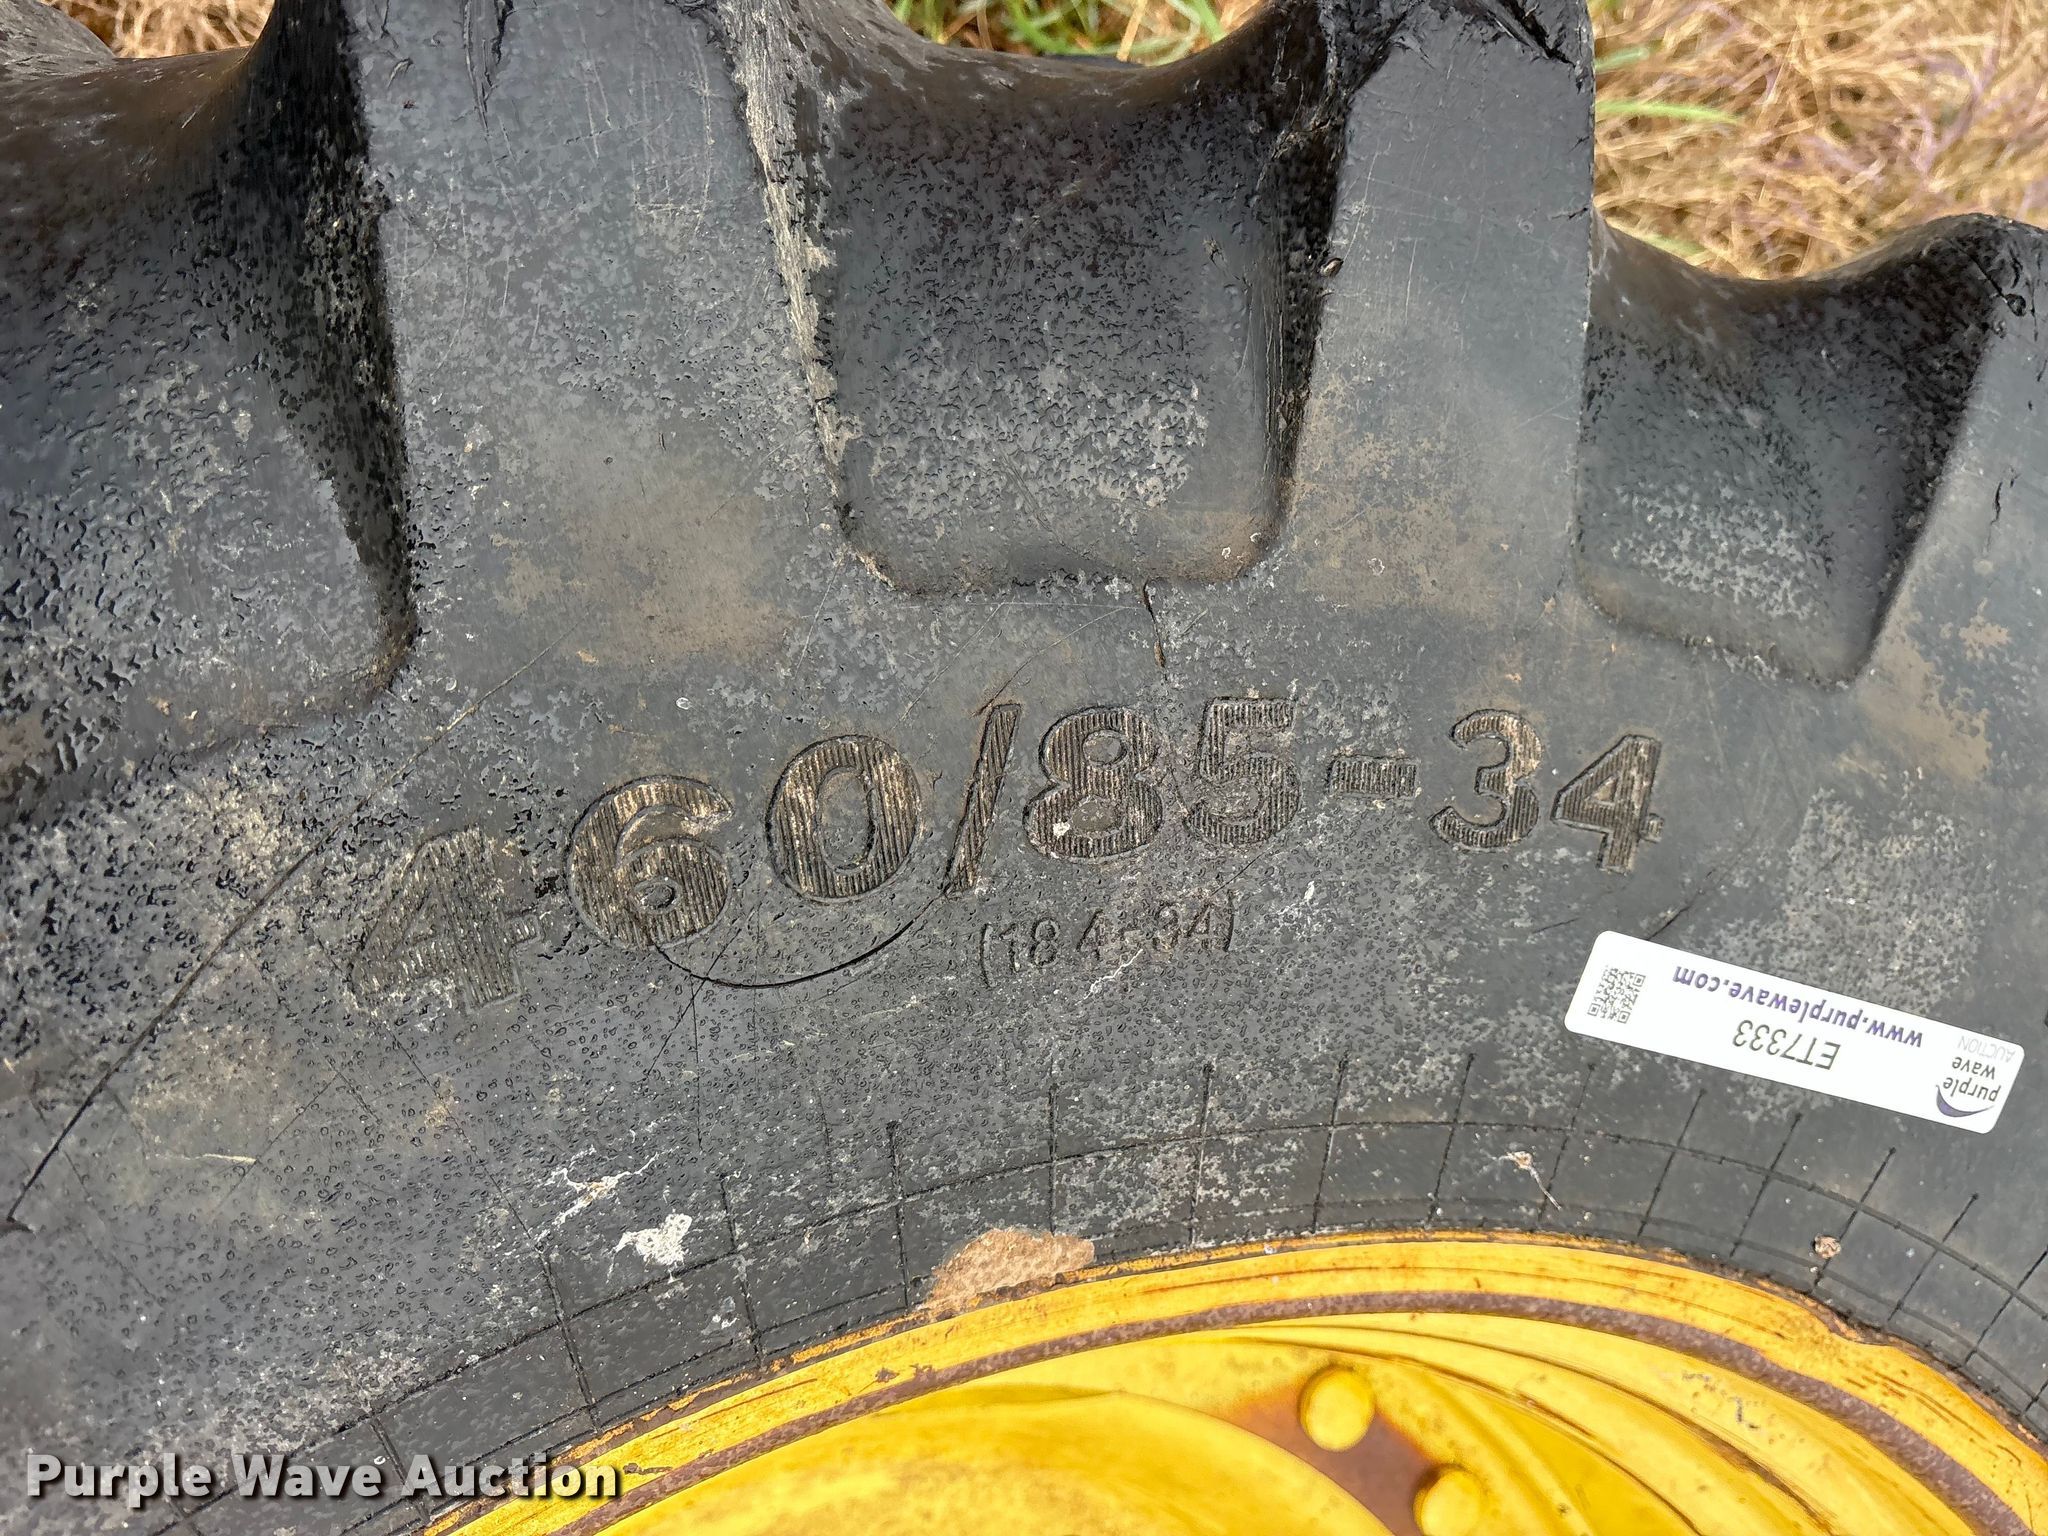 460/85-34
(18.4-34)
purple
wave
AUCTION
ET7333
www.purplewave.com
Purple Wave Auction